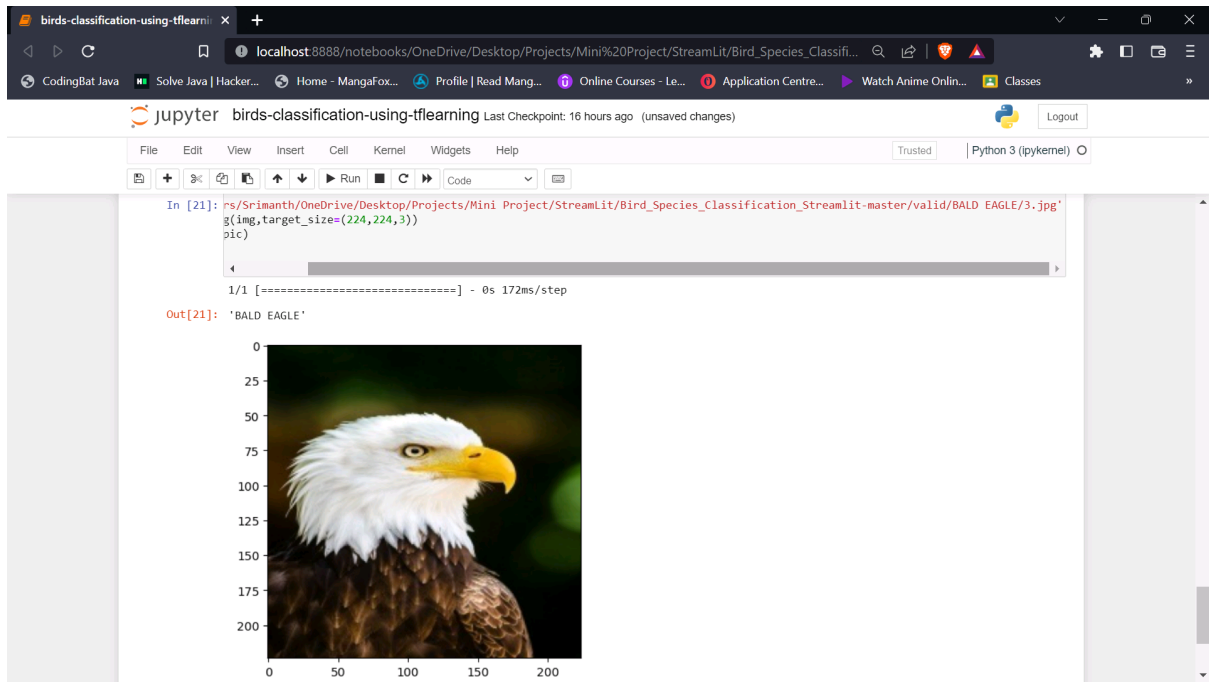 birds-classification-using-tflearnin
localhost:8888/notebooks/OneDrive/Desktop/Projects/Mini%20Project/StreamLit/Bird_Species_Classifi...
CodingBat Java Solve Java | Hacker... Home - MangaFox... Profile | Read Mang... Online Courses - Le... Application Centre... Watch Anime Onlin... Classes »
jupyter birds-classification-using-tflearning Last Checkpoint: 16 hours ago (unsaved changes) Logout
File Edit View Insert Cell Kernel Widgets Help Trusted Python 3 (ipykernel)
Run Code
In [21]: rs/Srimanth/OneDrive/Desktop/Projects/Mini Project/StreamLit/Bird_Species_Classification_Streamlit-master/valid/BALD EAGLE/3.jpg'
g(img,target_size=(224,224,3))
pic)
1/1 [==============================] - 0s 172ms/step
Out[21]: 'BALD EAGLE'
0
25
50
75
100
125
150
175
200
0 50 100 150 200